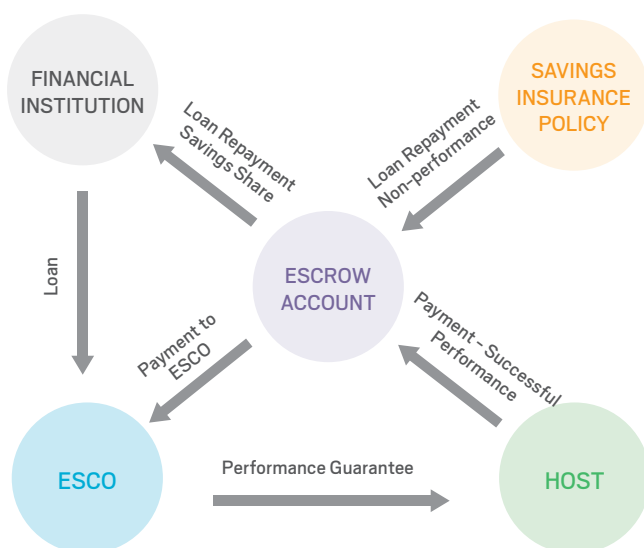 FINANCIAL
INSTITUTION
SAVINGS
INSURANCE
POLICY
Loan Repayment
Savings Share
Loan Repayment
Non-performance
Loan
ESCROW
ACCOUNT
Payment to
ESCO
Payment - Successful
Performance
ESCO
Performance Guarantee
HOST